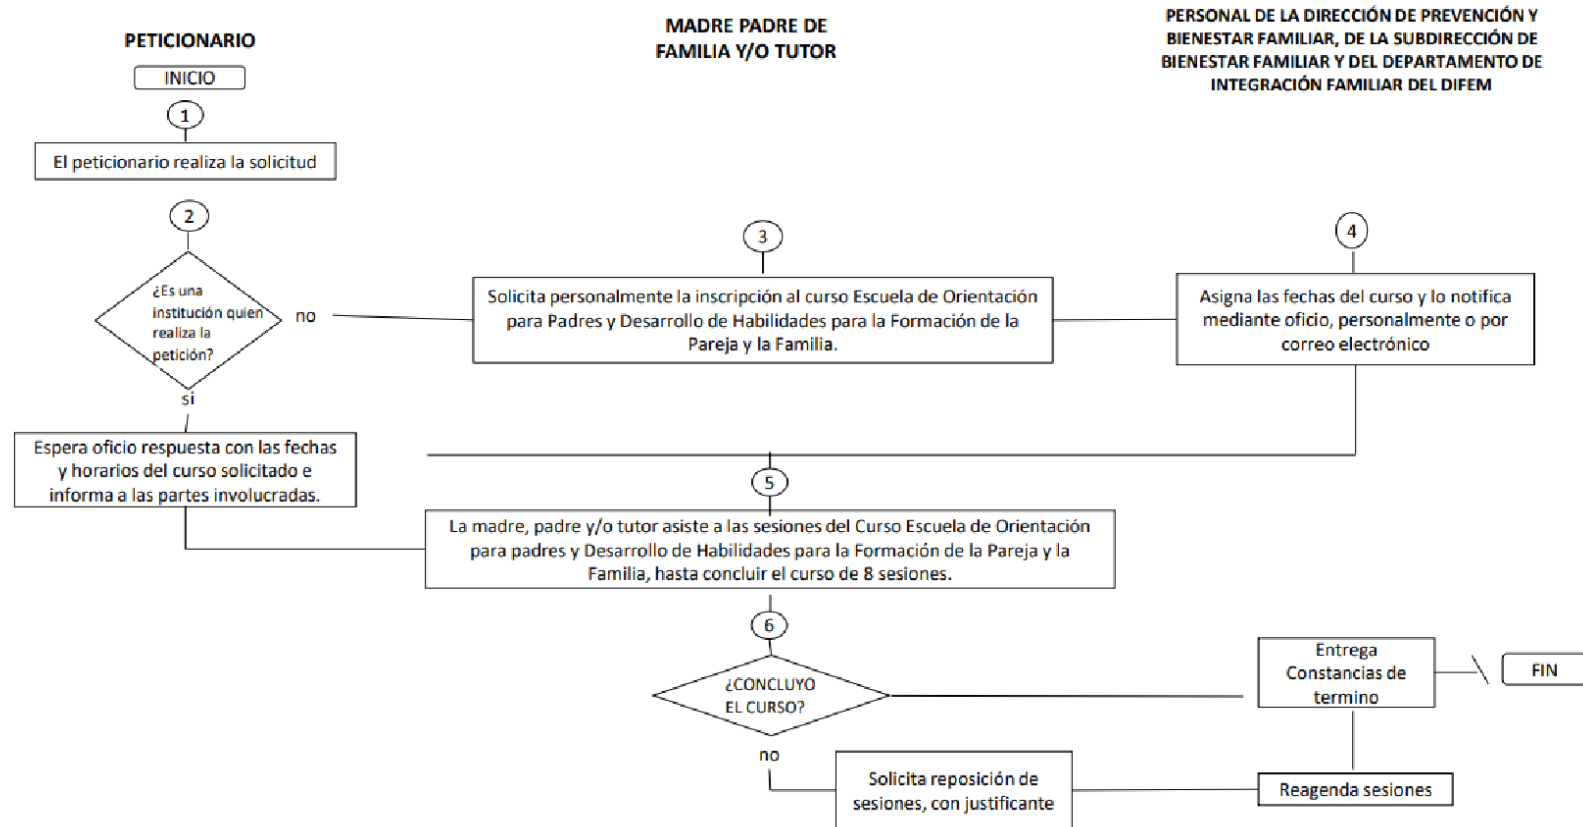 PETICIONARIO
MADRE PADRE DE
FAMILIA Y/O TUTOR
PERSONAL DE LA DIRECCIÓN DE PREVENCIÓN Y
BIENESTAR FAMILIAR, DE LA SUBDIRECCIÓN DE
BIENESTAR FAMILIAR Y DEL DEPARTAMENTO DE
INTEGRACIÓN FAMILIAR DEL DIFEM
INICIO
1
El peticionario realiza la solicitud
2
¿Es una
institución quien
realiza la
petición?
no
si
3
Solicita personalmente la inscripción al curso Escuela de Orientación
para Padres y Desarrollo de Habilidades para la Formación de la
Pareja y la Familia.
4
Asigna las fechas del curso y lo notifica
mediante oficio, personalmente o por
correo electrónico
Espera oficio respuesta con las fechas
y horarios del curso solicitado e
informa a las partes involucradas.
5
La madre, padre y/o tutor asiste a las sesiones del Curso Escuela de Orientación
para padres y Desarrollo de Habilidades para la Formación de la Pareja y la
Familia, hasta concluir el curso de 8 sesiones.
6
¿CONCLUYO
EL CURSO?
no
Entrega
Constancias de
termino
FIN
Solicita reposición de
sesiones, con justificante
Reagenda sesiones